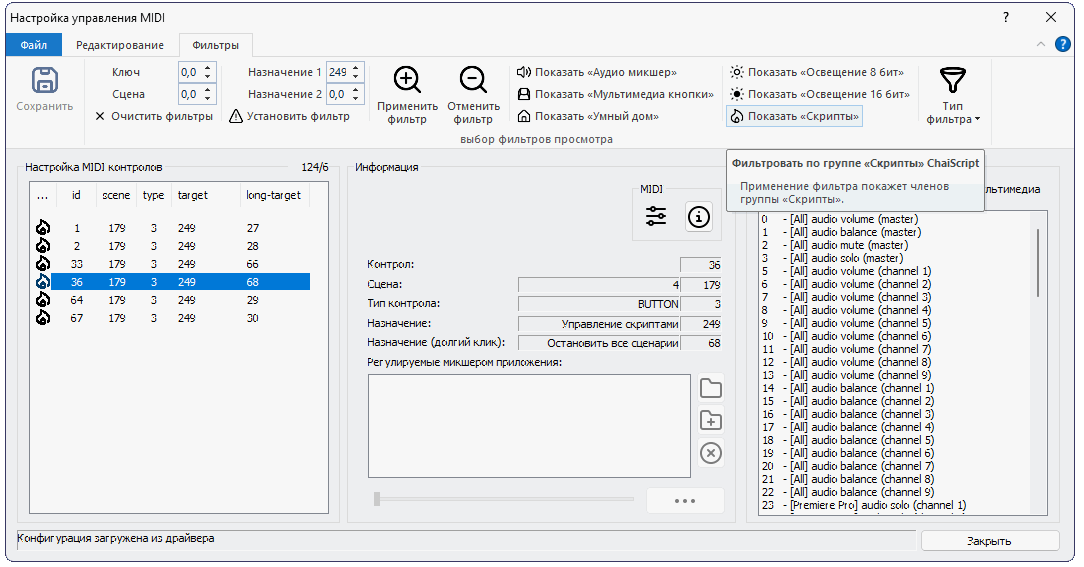 Настройка управления MIDI
?
Файл Редактирование Фильтры
?
Сохранить
Ключ 0,0
Сцена 0,0
Очистить фильтры
Назначение 1 249
Назначение 2 0,0
Установить фильтр
Применить фильтр
Отменить фильтр
Показать «Аудио микшер»
Показать «Мультимедиа кнопки»
Показать «Умный дом»
Показать «Освещение 8 бит»
Показать «Освещение 16 бит»
Показать «Скрипты»
Тип фильтра
выбор фильтров просмотра
Фильтровать по группе «Скрипты» ChaiScript
Применение фильтра покажет членов
группы «Скрипты».
Настройка MIDI контролов 124/6
... id scene type target long-target
1 179 3 249 27
2 179 3 249 28
33 179 3 249 66
36 179 3 249 68
64 179 3 249 29
67 179 3 249 30
Информация
MIDI
Контрол: 36
Сцена: 4 179
Тип контрола: BUTTON 3
Назначение: Управление скриптами 249
Назначение (долгий клик): Остановить все сценарии 68
Регулируемые микшером приложения:
...
льтимедиа
0 - [All] audio volume (master)
1 - [All] audio balance (master)
2 - [All] audio mute (master)
3 - [All] audio solo (master)
5 - [All] audio volume (channel 1)
6 - [All] audio volume (channel 2)
7 - [All] audio volume (channel 3)
8 - [All] audio volume (channel 4)
9 - [All] audio volume (channel 5)
10 - [All] audio volume (channel 6)
11 - [All] audio volume (channel 7)
12 - [All] audio volume (channel 8)
13 - [All] audio volume (channel 9)
14 - [All] audio balance (channel 1)
15 - [All] audio balance (channel 2)
16 - [All] audio balance (channel 3)
17 - [All] audio balance (channel 4)
18 - [All] audio balance (channel 5)
19 - [All] audio balance (channel 6)
20 - [All] audio balance (channel 7)
21 - [All] audio balance (channel 8)
22 - [All] audio balance (channel 9)
23 - [Premiere Pro] audio solo (channel 1)
Конфигурация загружена из драйвера
Закрыть